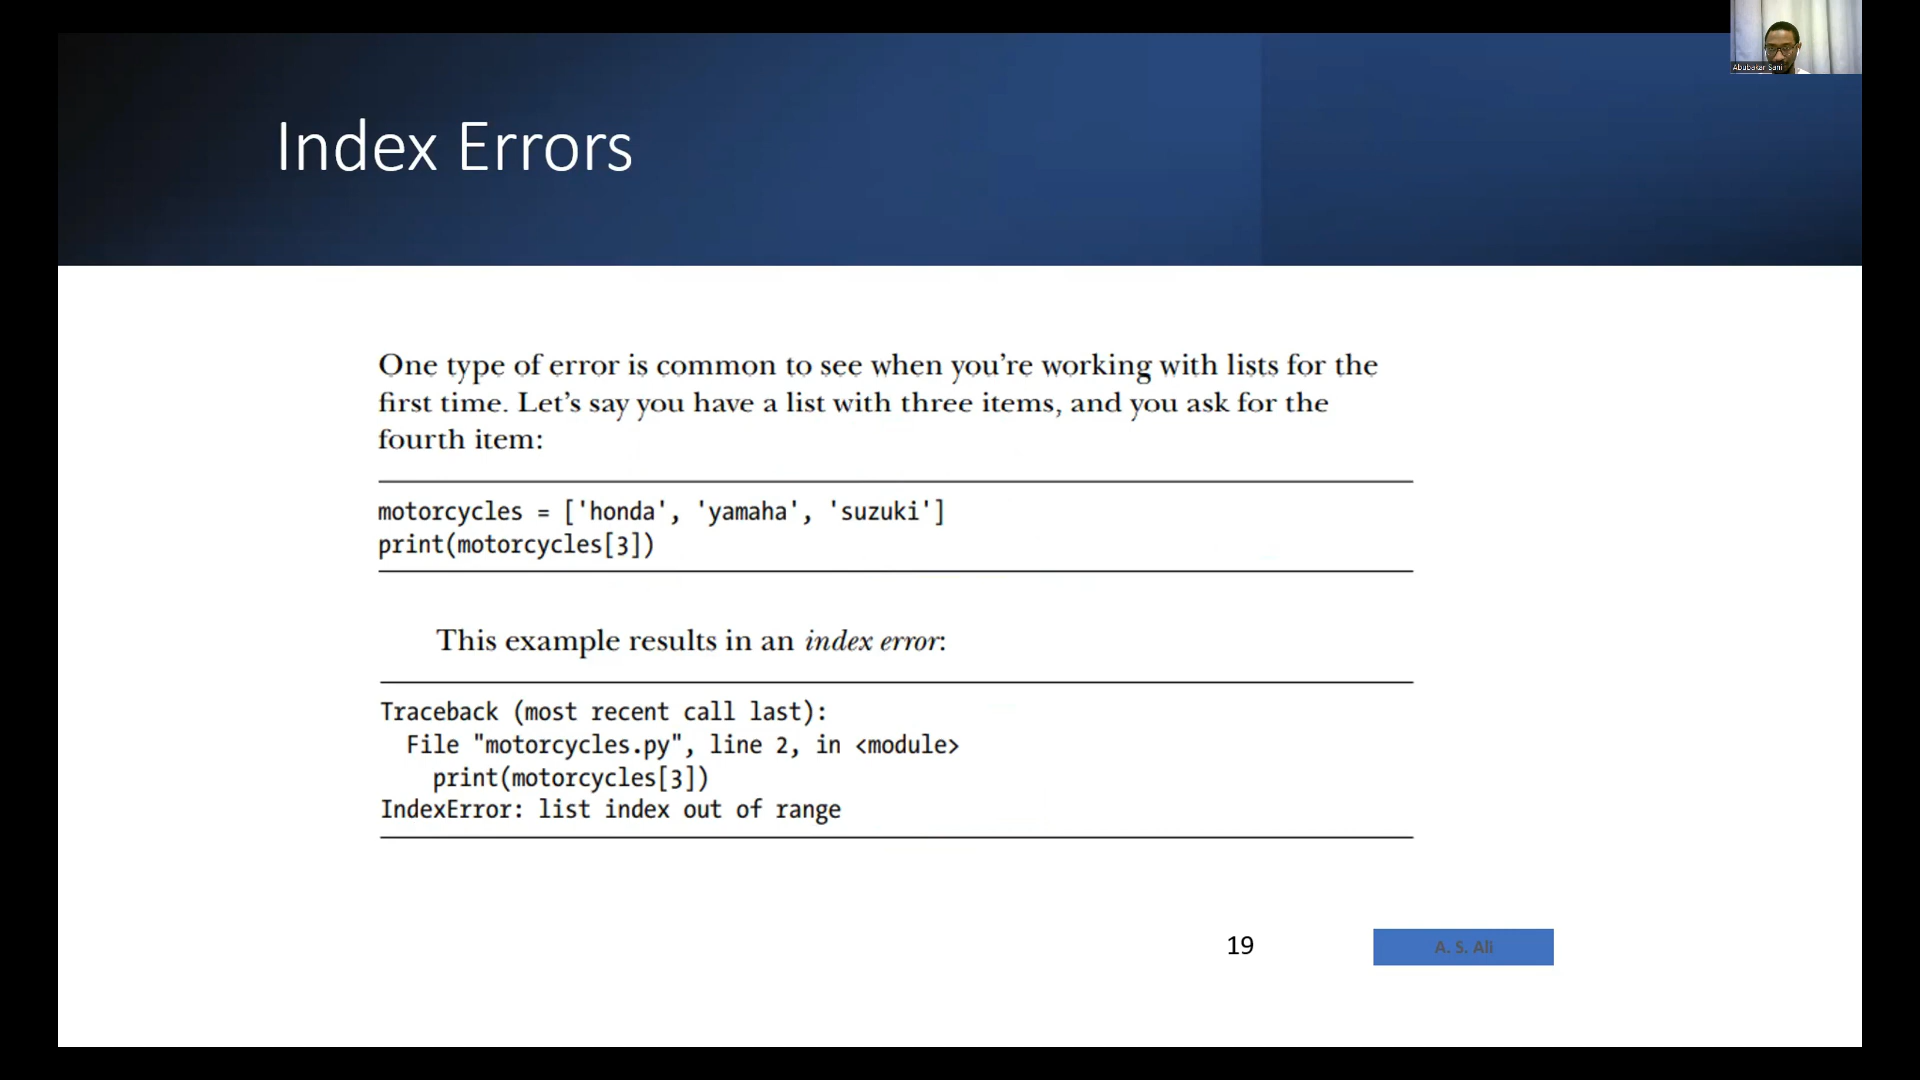 Abubakar Sani
Index Errors
One type of error is common to see when you’re working with lists for the
first time. Let’s say you have a list with three items, and you ask for the
fourth item:
motorcycles = ['honda', 'yamaha', 'suzuki']
print(motorcycles[3])
This example results in an index error:
Traceback (most recent call last):
  File "motorcycles.py", line 2, in <module>
    print(motorcycles[3])
IndexError: list index out of range
19
A. S. Ali